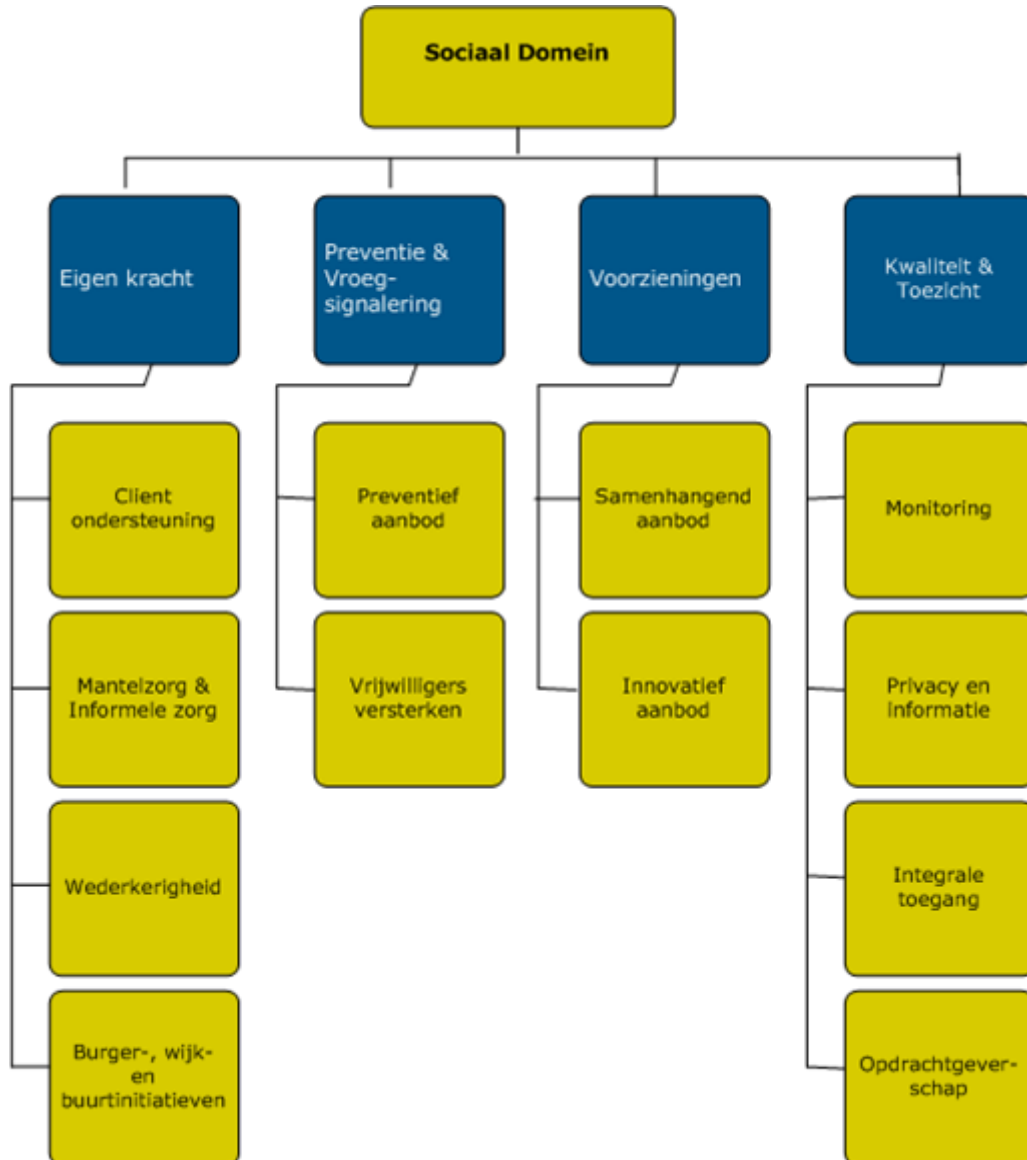 Sociaal Domein
Eigen kracht
Preventie &
Vroeg-
signalering
Voorzieningen
Kwaliteit &
Toezicht
Client
ondersteuning
Mantelzorg &
Informele zorg
Wederkerigheid
Burger-, wijk-
en
buurtinitiatieven
Preventief
aanbod
Vrijwilligers
versterken
Samenhangend
aanbod
Innovatief
aanbod
Monitoring
Privacy en
informatie
Integrale
toegang
Opdrachtgever-
schap